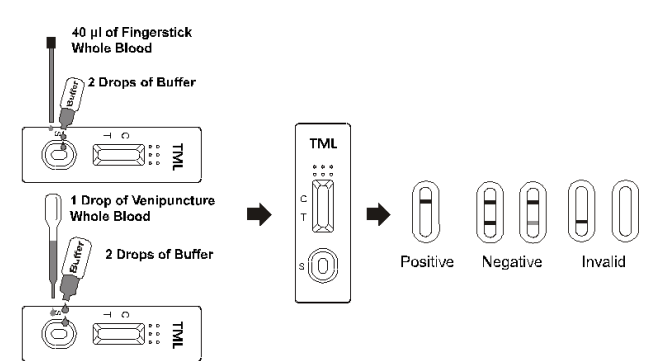 40 µl of Fingerstick
Whole Blood
2 Drops of Buffer
Buffer
S
T C
TML
1 Drop of Venipuncture
Whole Blood
2 Drops of Buffer
Buffer
S
T C
TML
TML
C
T
S
Positive Negative Invalid